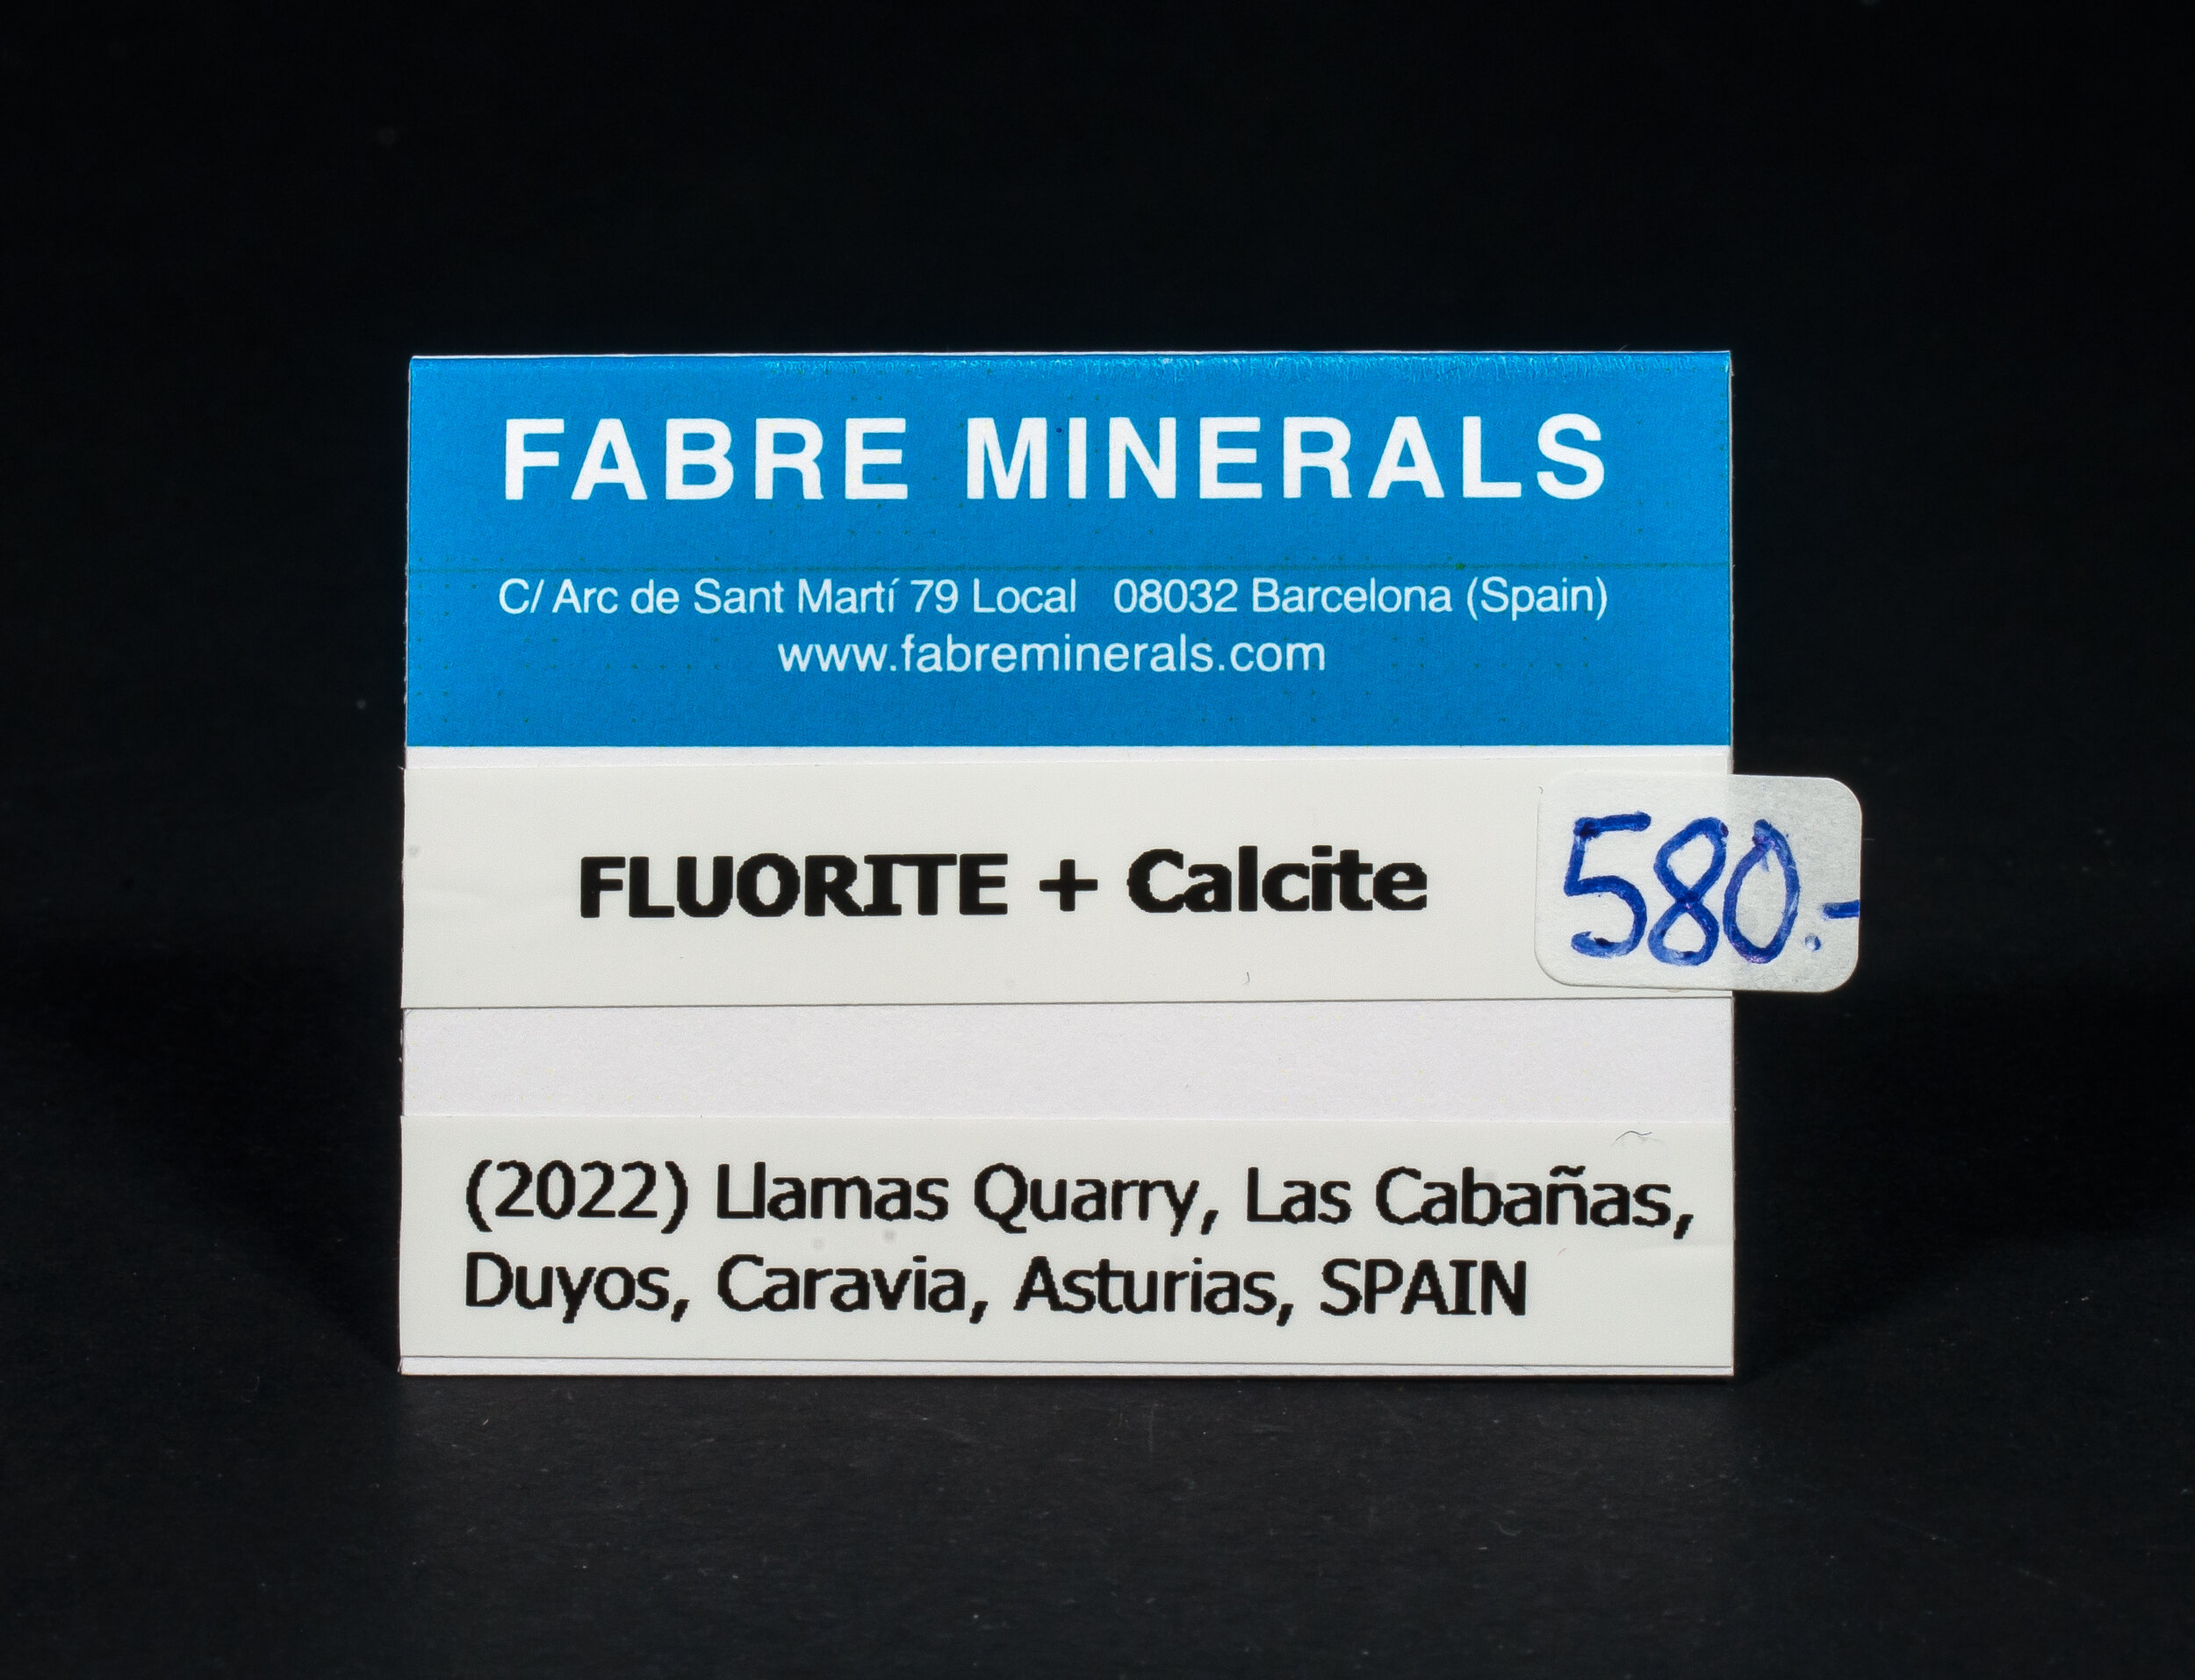 FABRE MINERALS
C/ Arc de Sant Martí 79 Local 08032 Barcelona (Spain)
www.fabreminerals.com
FLUORITE + Calcite
580.-
(2022) Llamas Quarry, Las Cabañas,
Duyos, Caravia, Asturias, SPAIN